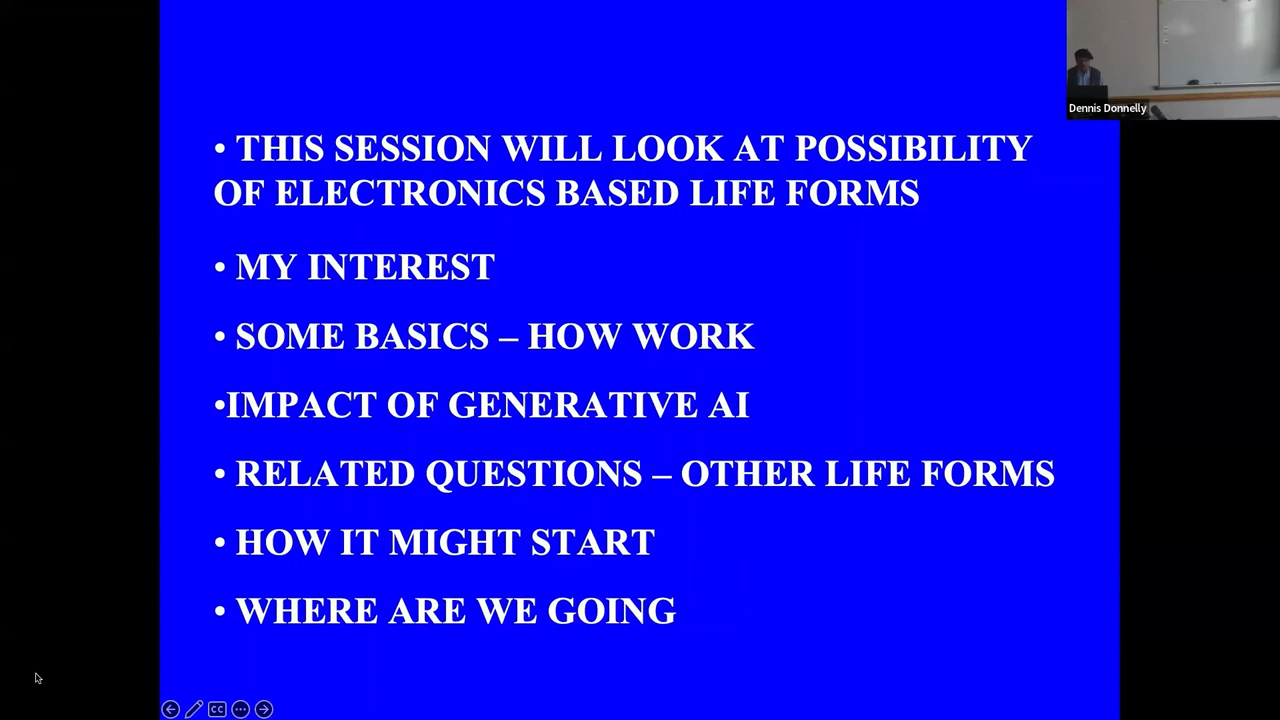 • THIS SESSION WILL LOOK AT POSSIBILITY
OF ELECTRONICS BASED LIFE FORMS
• MY INTEREST
• SOME BASICS – HOW WORK
•IMPACT OF GENERATIVE AI
• RELATED QUESTIONS – OTHER LIFE FORMS
• HOW IT MIGHT START
• WHERE ARE WE GOING
Dennis Donnelly
CC